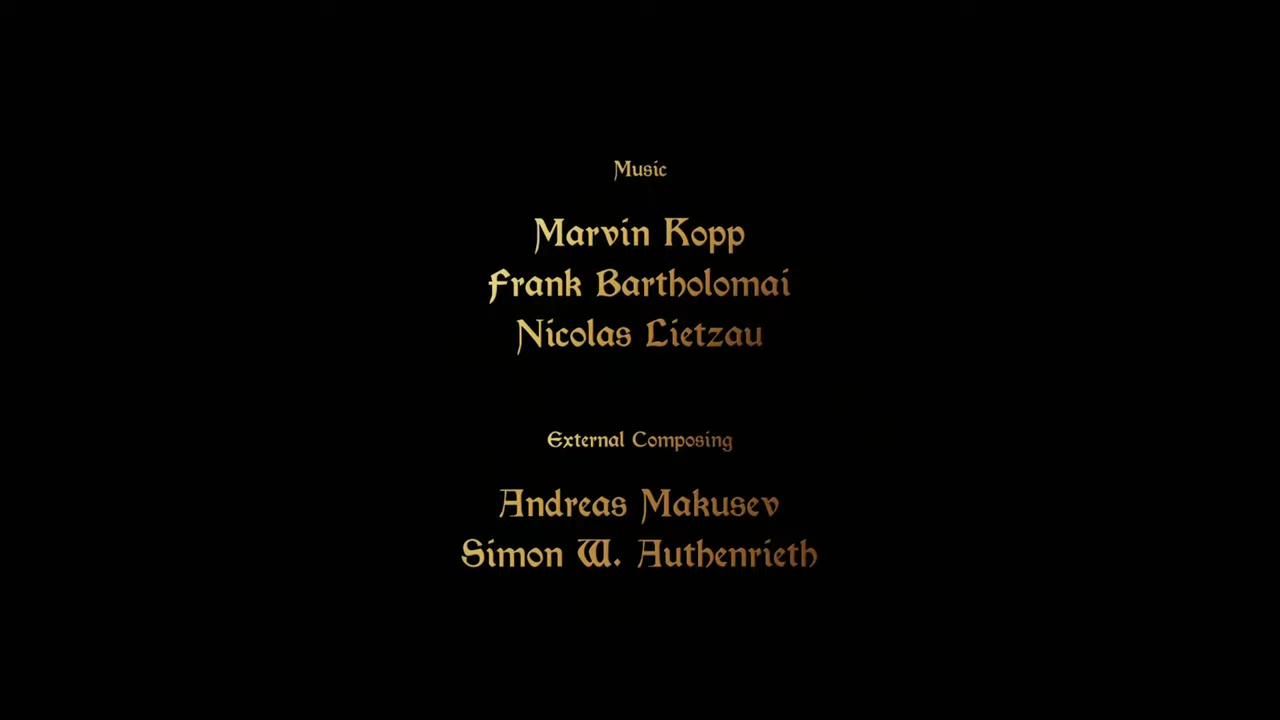 Music
Marvin Kopp
Frank Bartholomai
Nicolas Lietzau
External Composing
Andreas Makusev
Simon W. Authenrieth